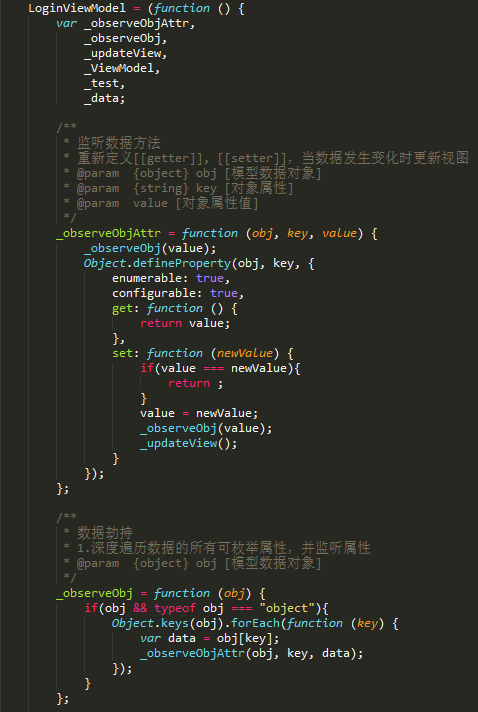 LoginViewModel = (function () {
    var _observeObjAttr,
        _observeObj,
        _updateView,
        _ViewModel,
        _test,
        _data;
    /**
     * 监听数据方法
     * 重新定义[[getter]], [[setter]], 当数据发生变化时更新视图
     * @param  {object} obj [模型数据对象]
     * @param  {string} key [对象属性]
     * @param  value [对象属性值]
     */
    _observeObjAttr = function (obj, key, value) {
        _observeObj(value);
        Object.defineProperty(obj, key, {
            enumerable: true,
            configurable: true,
            get: function () {
                return value;
            },
            set: function (newValue) {
                if(value === newValue){
                    return ;
                }
                value = newValue;
                _observeObj(value);
                _updateView();
            }
        });
    };
    /**
     * 数据劫持
     * 1.深度遍历数据的所有可枚举属性，并监听属性
     * @param  {object} obj [模型数据对象]
     */
    _observeObj = function (obj) {
        if(obj && typeof obj === "object"){
            Object.keys(obj).forEach(function (key) {
                var data = obj[key];
                _observeObjAttr(obj, key, data);
            });
        }
    };